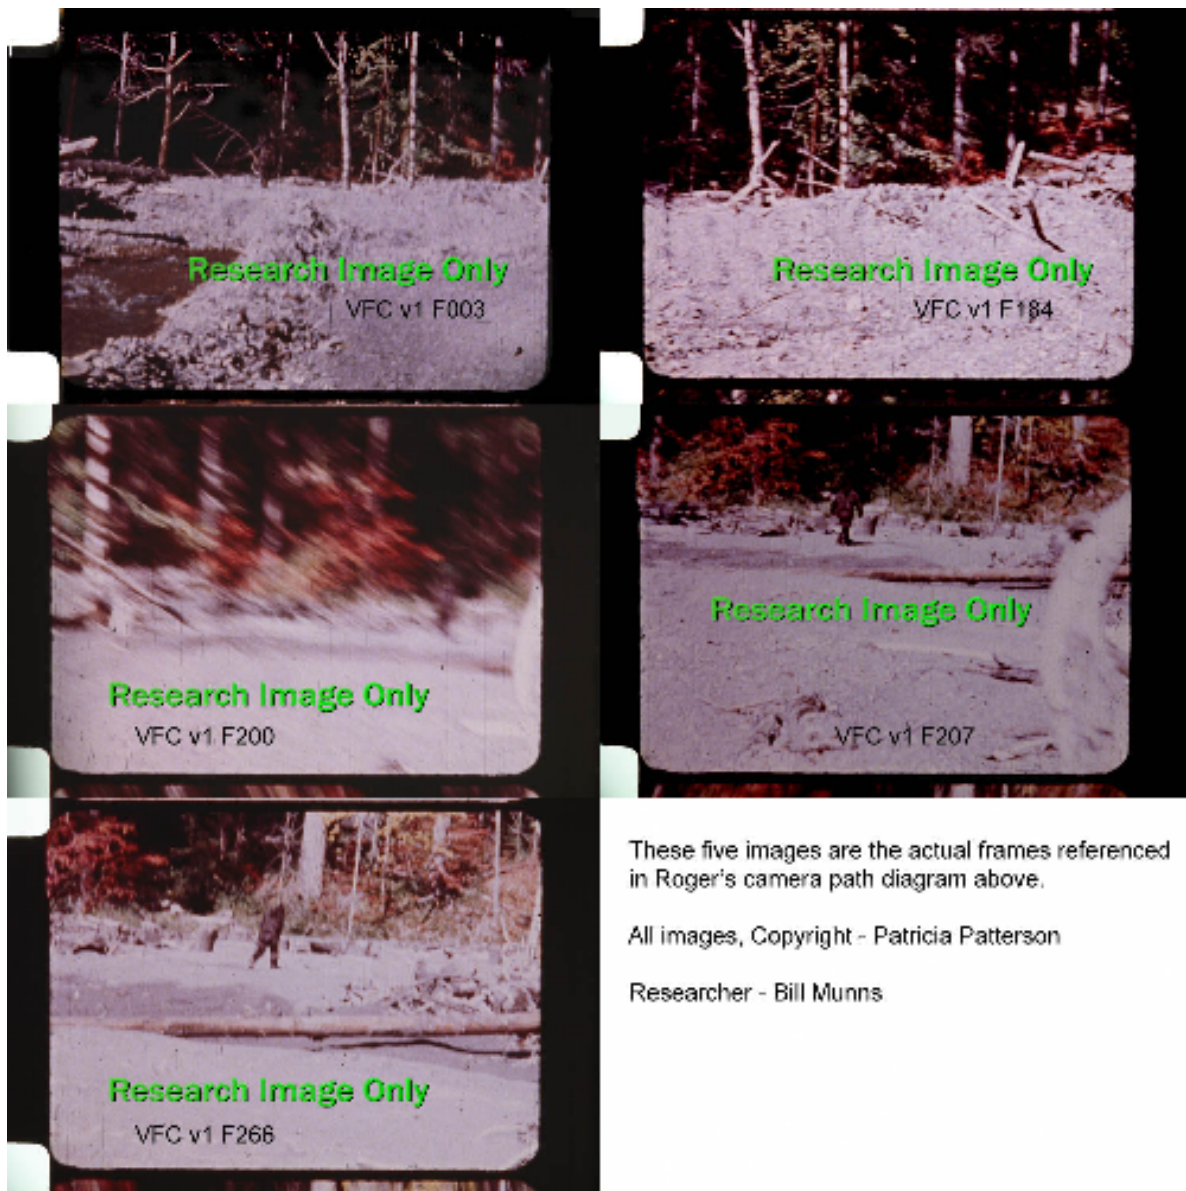 Research Image Only
VFC v1 F003
Research Image Only
VFC v1 F184
Research Image Only
VFC v1 F200
Research Image Only
VFC v1 F207
Research Image Only
VFC v1 F266
These five images are the actual frames referenced
in Roger's camera path diagram above.
All images, Copyright - Patricia Patterson
Researcher - Bill Munns